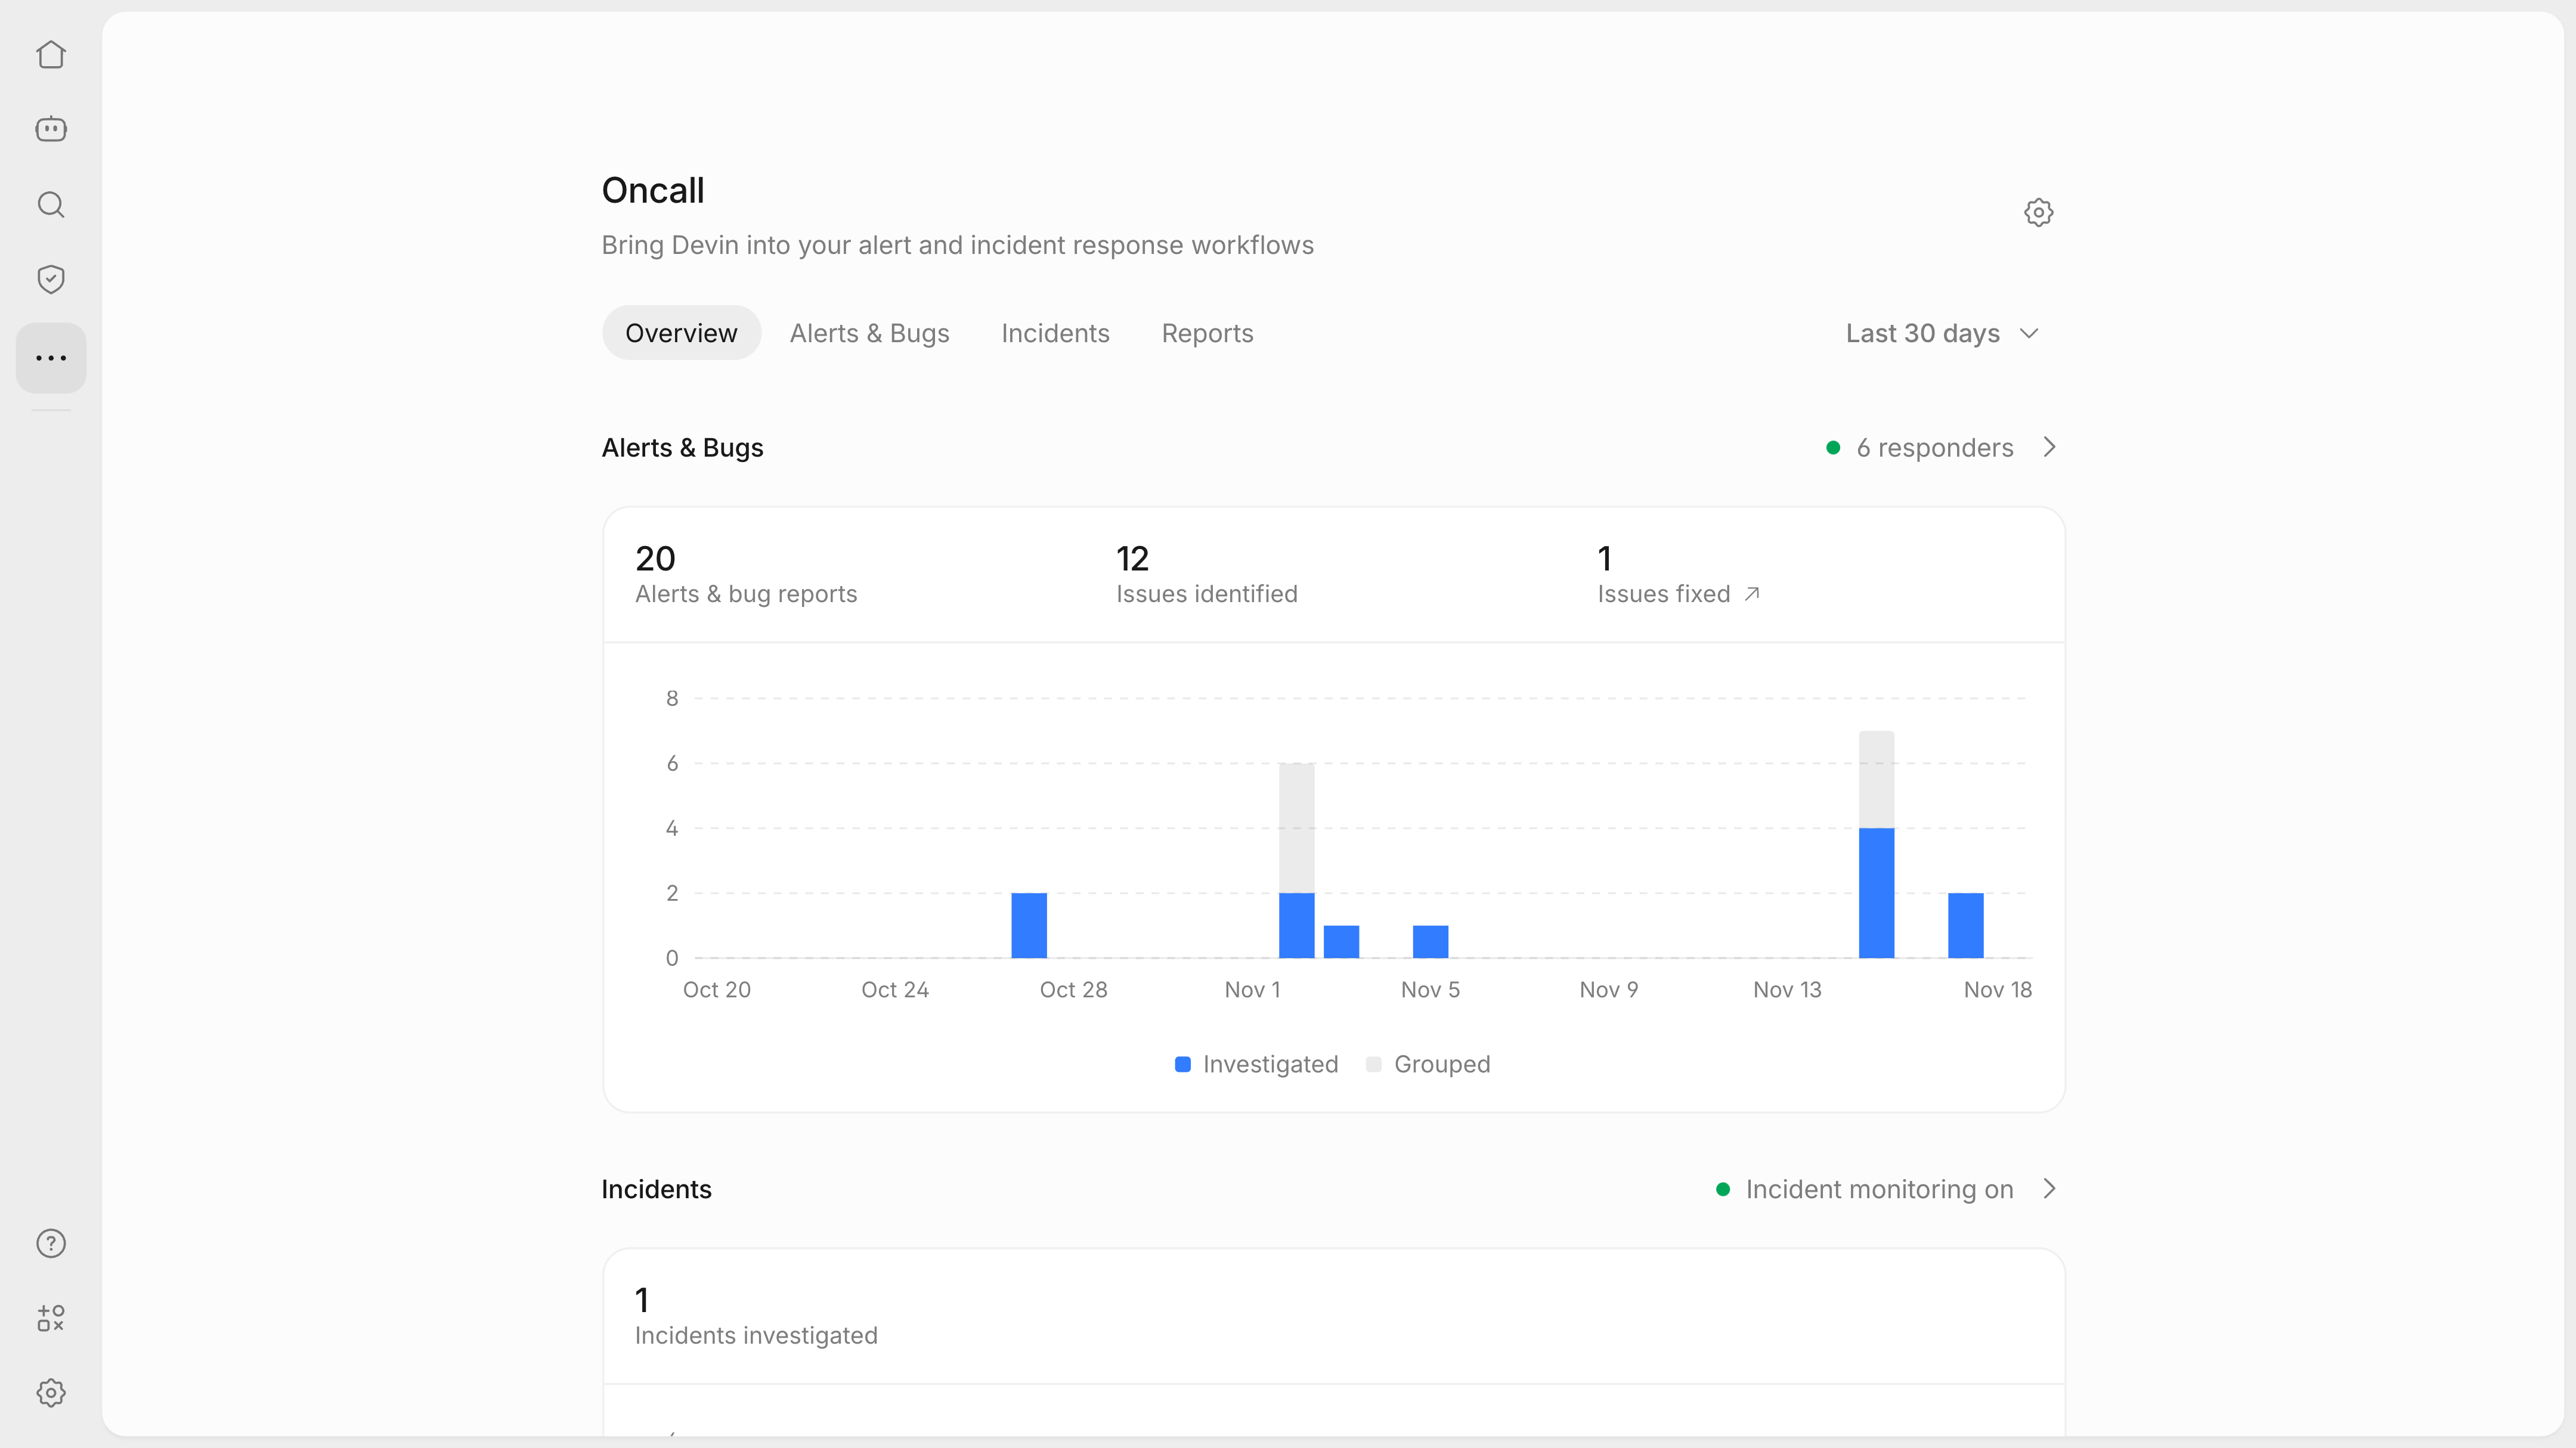 Oncall
Bring Devin into your alert and incident response workflows
Overview
Alerts & Bugs
Incidents
Reports
Last 30 days
Alerts & Bugs
6 responders
20
Alerts & bug reports
12
Issues identified
1
Issues fixed
8
6
4
2
0
Oct 20
Oct 24
Oct 28
Nov 1
Nov 5
Nov 9
Nov 13
Nov 18
Investigated
Grouped
Incidents
Incident monitoring on
1
Incidents investigated